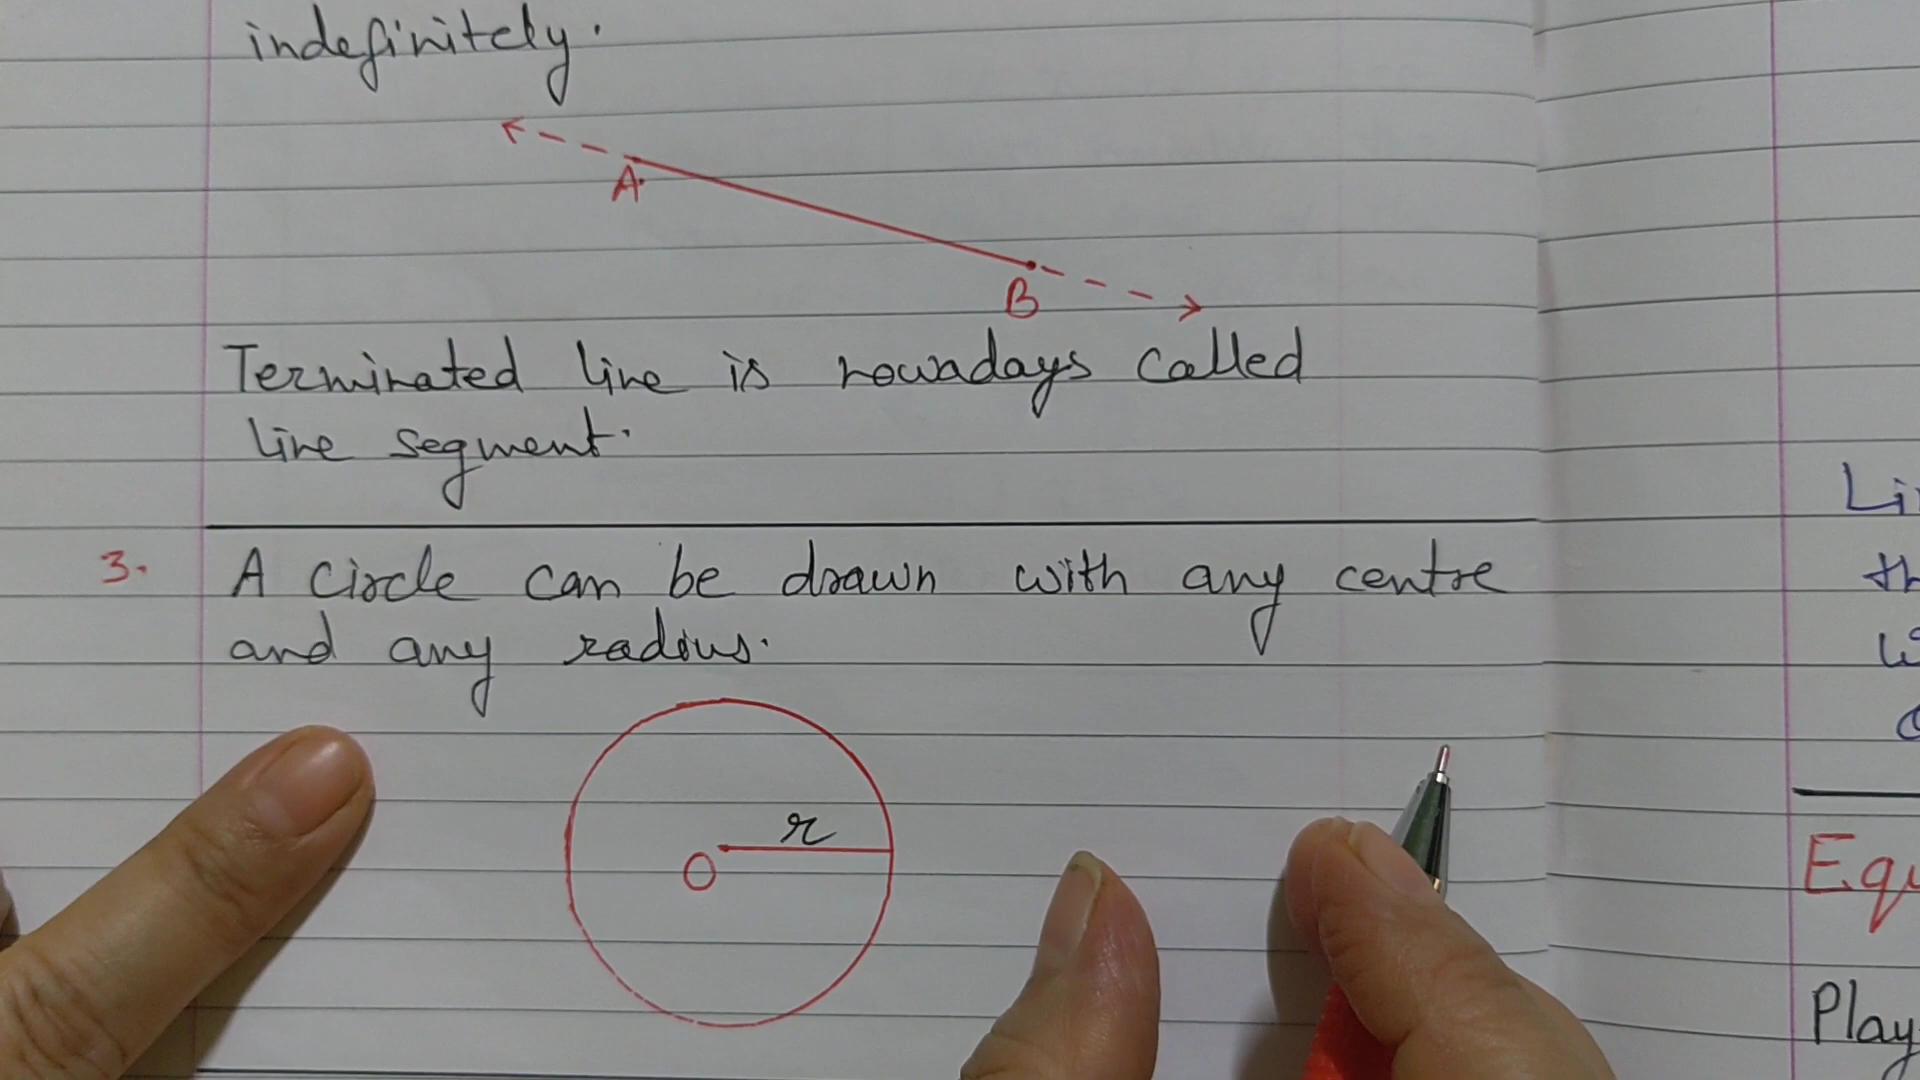 indefinitely.
A
B
Terminated line is nowadays called
line segment.
3. A circle can be drawn with any centre
and any radius.
r
O
Play